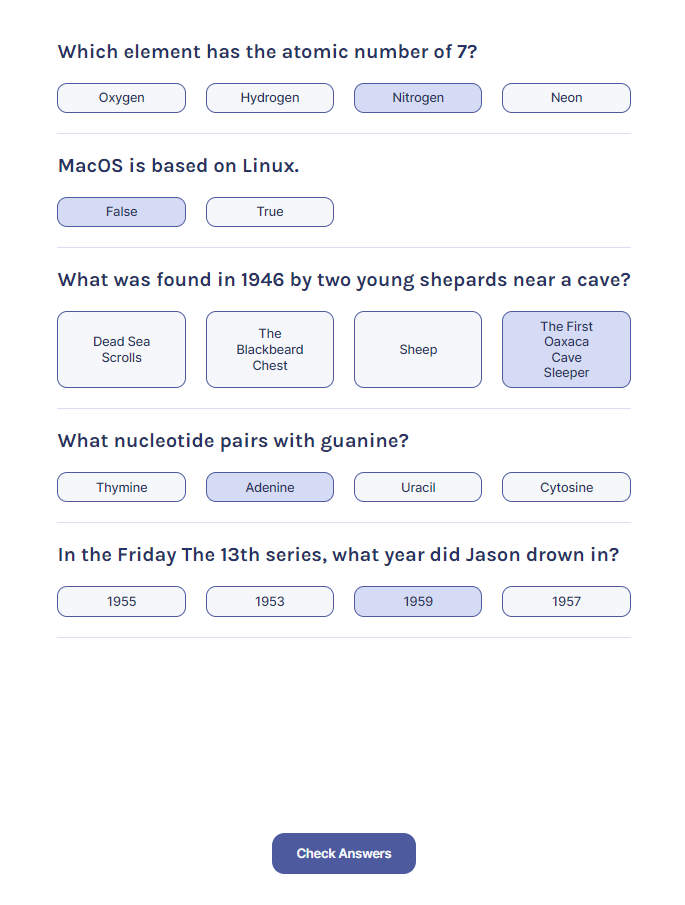 Which element has the atomic number of 7?
Oxygen
Hydrogen
Nitrogen
Neon
MacOS is based on Linux.
False
True
What was found in 1946 by two young shepards near a cave?
Dead Sea
Scrolls
The
Blackbeard
Chest
Sheep
The First
Oaxaca
Cave
Sleeper
What nucleotide pairs with guanine?
Thymine
Adenine
Uracil
Cytosine
In the Friday The 13th series, what year did Jason drown in?
1955
1953
1959
1957
Check Answers